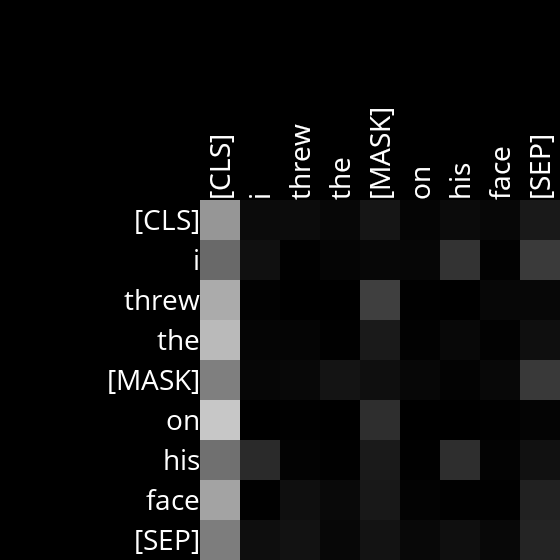 [CLS] i threw the [MASK] on his face [SEP]
[CLS]
i
threw
the
[MASK]
on
his
face
[SEP]